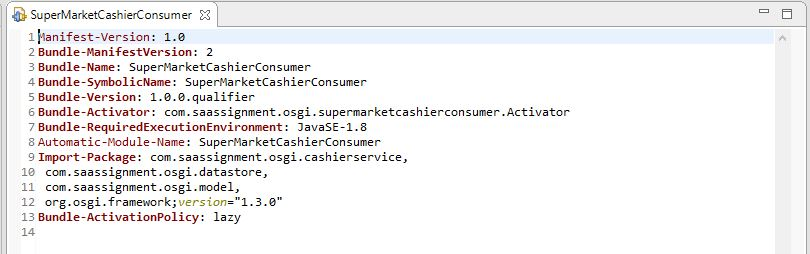 SuperMarketCashierConsumer
1 Manifest-Version: 1.0
2 Bundle-ManifestVersion: 2
3 Bundle-Name: SuperMarketCashierConsumer
4 Bundle-SymbolicName: SuperMarketCashierConsumer
5 Bundle-Version: 1.0.0.qualifier
6 Bundle-Activator: com.saassignment.osgi.supermarketcashierconsumer.Activator
7 Bundle-RequiredExecutionEnvironment: JavaSE-1.8
8 Automatic-Module-Name: SuperMarketCashierConsumer
9 Import-Package: com.saassignment.osgi.cashierservice,
10 com.saassignment.osgi.datastore,
11 com.saassignment.osgi.model,
12 org.osgi.framework;version="1.3.0"
13 Bundle-ActivationPolicy: lazy
14